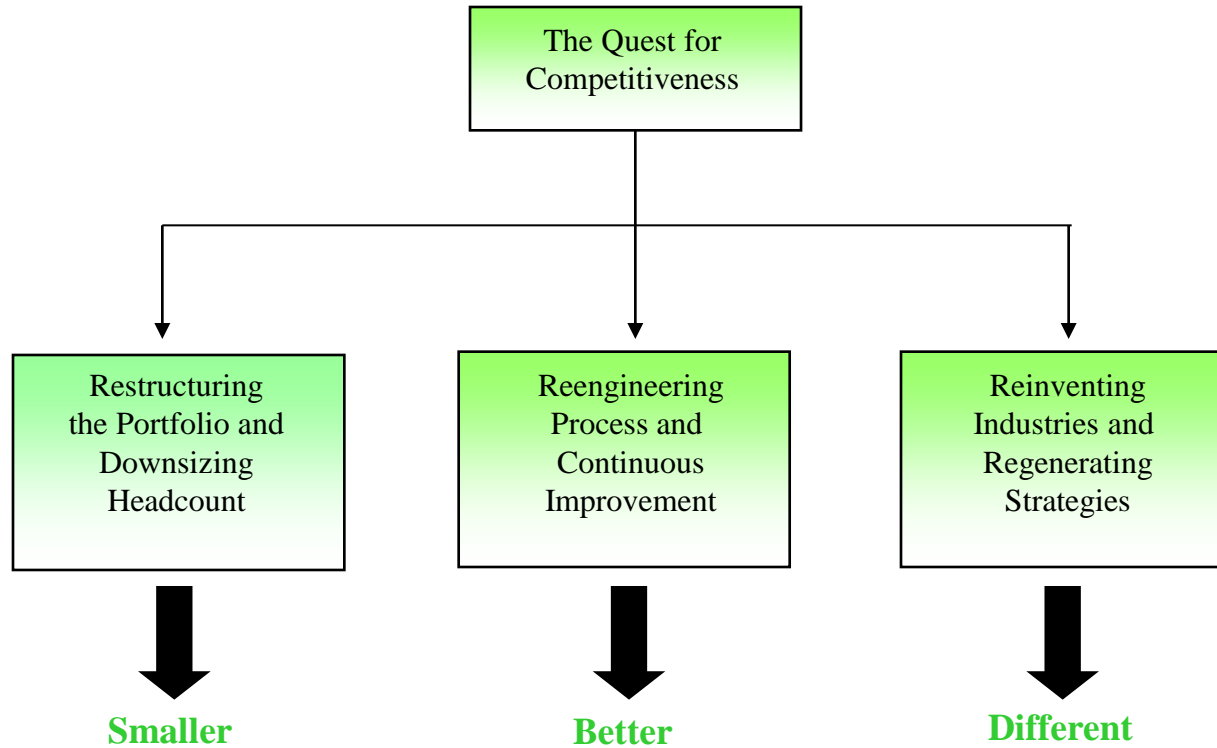 The Quest for
Competitiveness
Restructuring
the Portfolio and
Downsizing
Headcount
Reengineering
Process and
Continuous
Improvement
Reinventing
Industries and
Regenerating
Strategies
Smaller
Better
Different